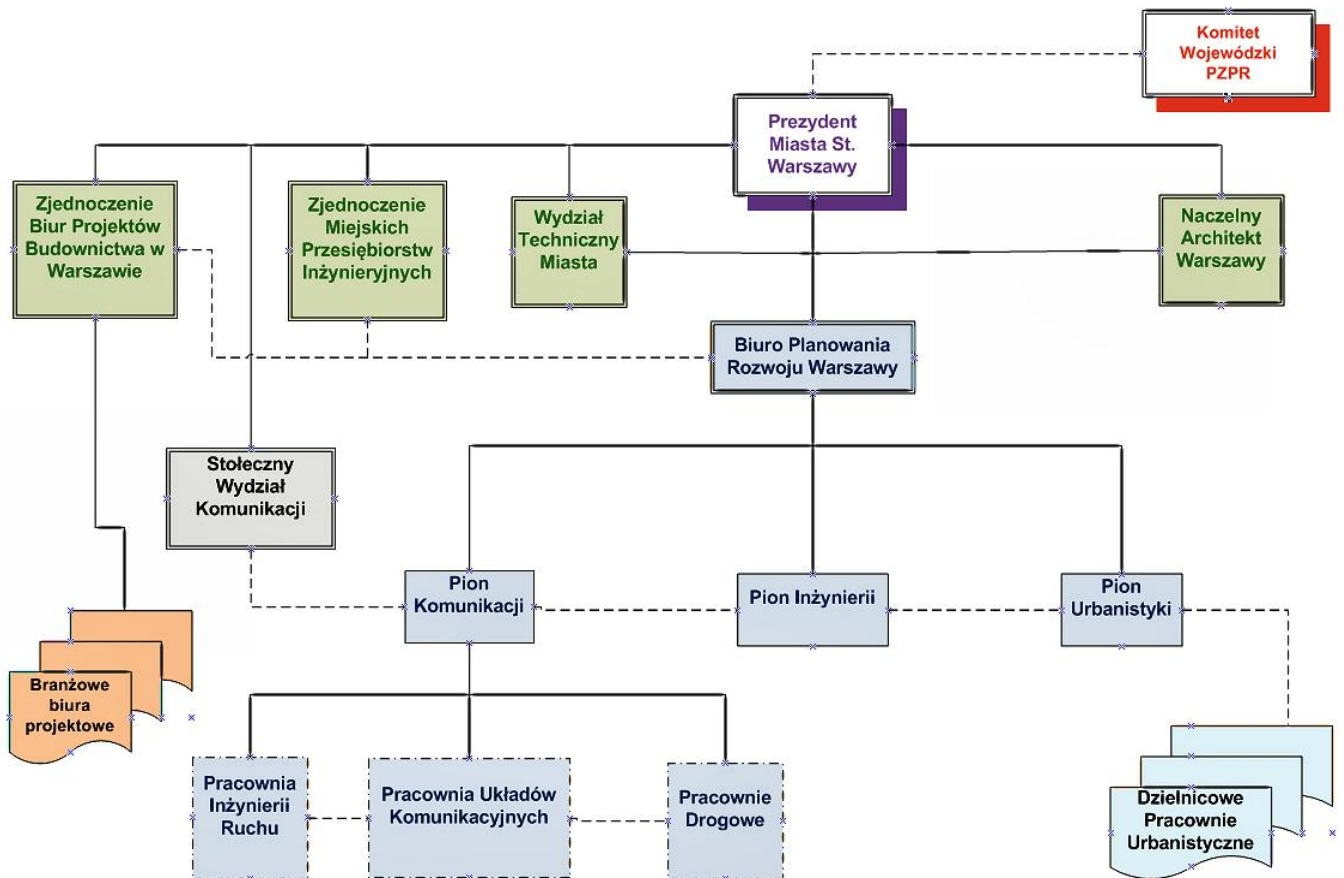 Komitet
Wojewódzki
PZPR
Prezydent
Miasta St.
Warszawy
Zjednoczenie
Biur Projektów
Budownictwa w
Warszawie
Zjednoczenie
Miejskich
Przesiębiorstw
Inżynieryjnych
Wydział
Techniczny
Miasta
Naczelny
Architekt
Warszawy
Biuro Planowania
Rozwoju Warszawy
Stołeczny
Wydział
Komunikacji
Pion
Komunikacji
Pion Inżynierii
Pion
Urbanistyki
Branżowe
biura
projektowe
Pracownia
Inżynierii
Ruchu
Pracownia Układów
Komunikacyjnych
Pracownie
Drogowe
Dzielnicowe
Pracownie
Urbanistyczne